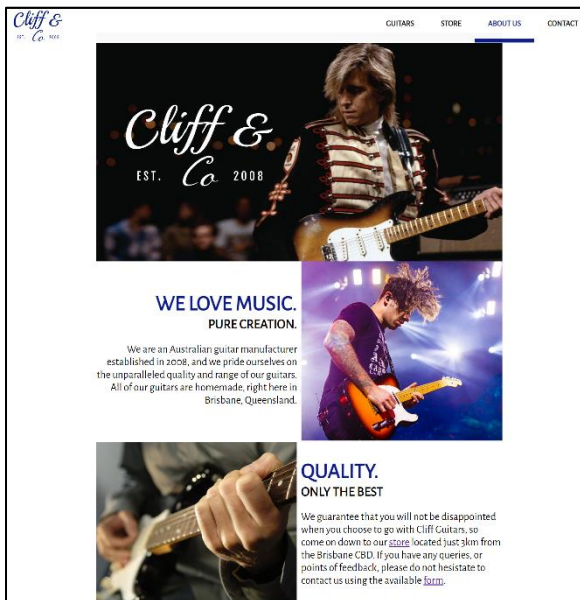 Cliff &
EST. Co 2008
GUITARS STORE ABOUT US CONTACT
Cliff &
EST. Co 2008
WE LOVE MUSIC.
PURE CREATION.
We are an Australian guitar manufacturer
established in 2008, and we pride ourselves on
the unparalleled quality and range of our guitars.
All of our guitars are homemade, right here in
Brisbane, Queensland.
QUALITY.
ONLY THE BEST
We guarantee that you will not be disappointed
when you choose to go with Cliff Guitars, so
come on down to our store located just 3km from
the Brisbane CBD. If you have any queries, or
points of feedback, please do not hesistate to
contact us using the available form.